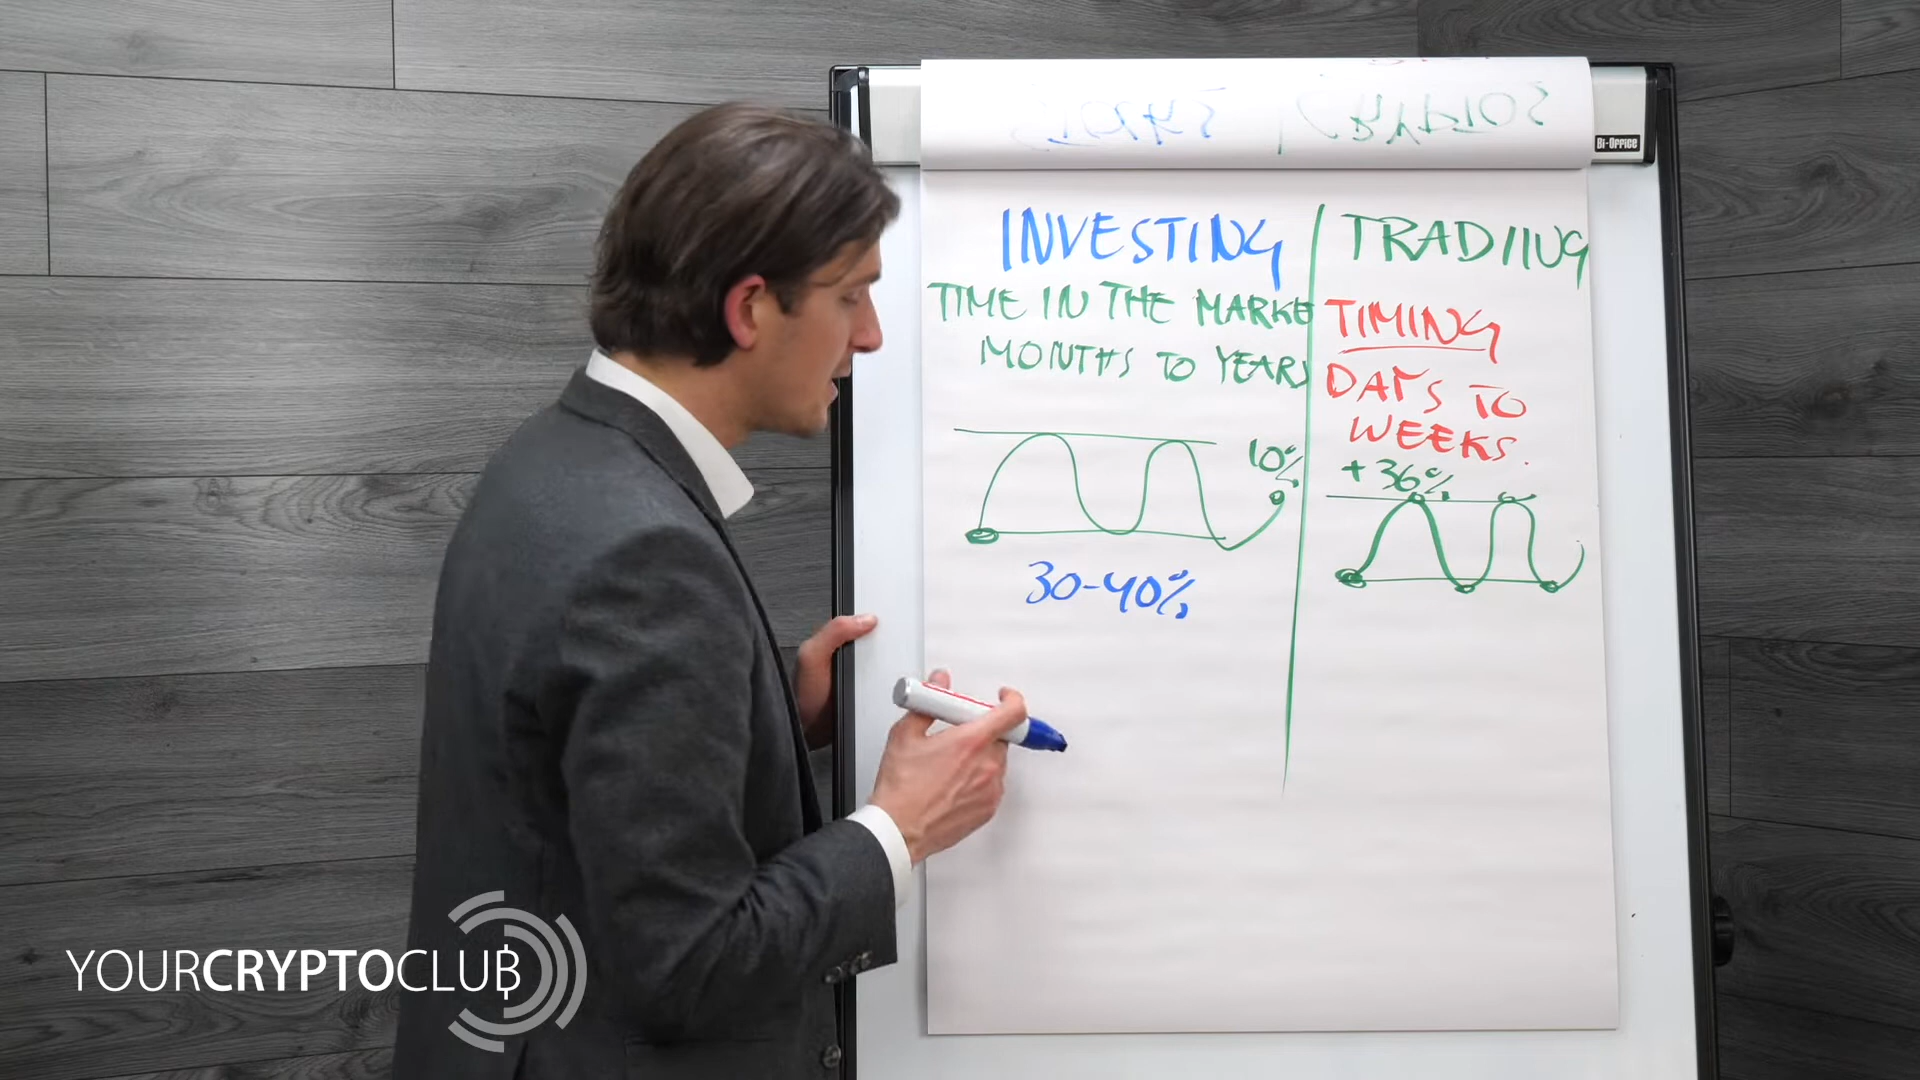 Bi-Office
INVESTING
TIME IN THE MARKE
MONTHS TO YEARS
10%
30-40%
TRADING
TIMING
DAYS TO
WEEKS.
+36%
YOURCRYPTOCLUB